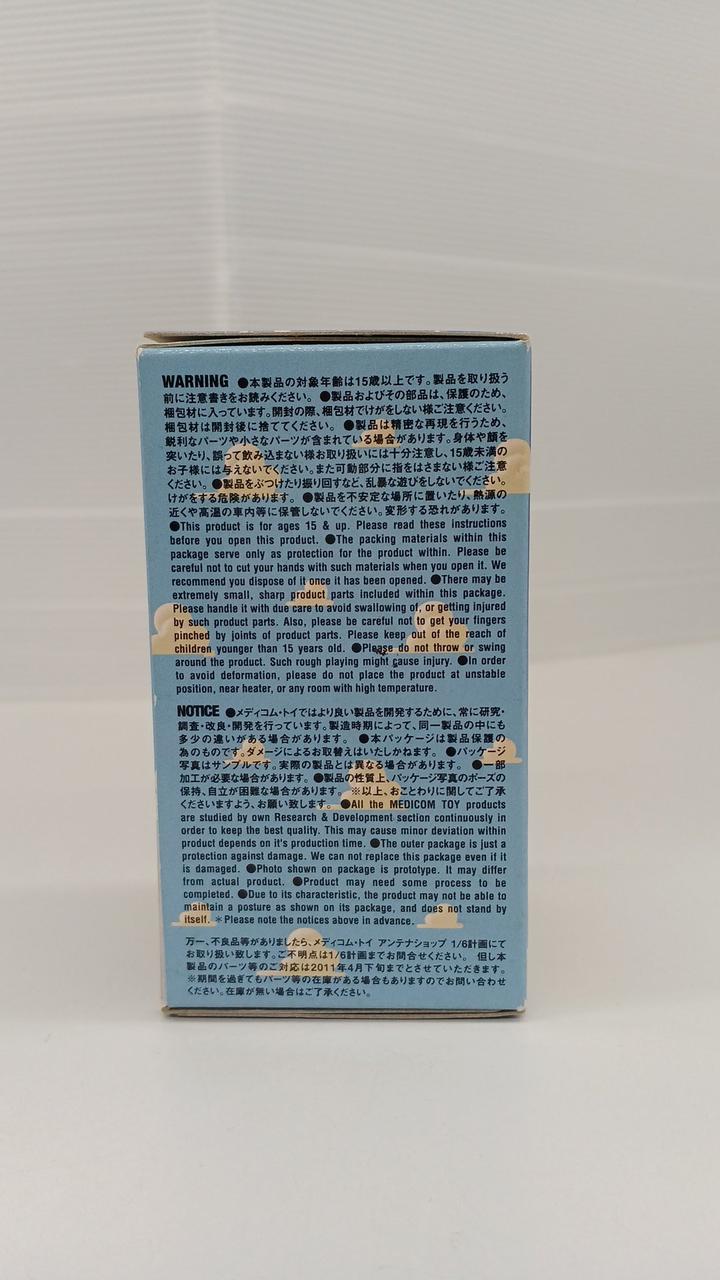 WARNING ●本製品の対象年齢は15歳以上です。製品を取り扱う
前に注意書きをお読みください。 ●製品およびその部品は、保護のため、
梱包材に入っています。開封の際、梱包材でけがをしない様ご注意ください。
梱包材は開封後に捨ててください。 ●製品は精密な再現を行うため、
鋭利なパーツや小さなパーツが含まれている場合があります。身体や顔を
突いたり、誤って飲み込まない様お取り扱いには十分注意し、15歳未満の
お子様には与えないでください。また可動部分に指をはさまない様ご注意
ください。●製品をぶつけたり振り回すなど、乱暴な遊びをしないでください。
けがをする危険があります。 ●製品を不安定な場所に置いたり、熱源の
近くや高温の車内等に保管しないでください。変形する恐れがあります。
●This product is for ages 15 & up. Please read these instructions
before you open this product. ●The packing materials within this
package serve only as protection for the product within. Please be
careful not to cut your hands with such materials when you open it. We
recommend you dispose of it once it has been opened. ●There may be
extremely small, sharp product parts included within this package.
Please handle it with due care to avoid swallowing of, or getting injured
by such product parts. Also, please be careful not to get your fingers
pinched by joints of product parts. Please keep out of the reach of
children younger than 15 years old. ●Please do not throw or swing
around the product. Such rough playing might cause injury. ●In order
to avoid deformation, please do not place the product at unstable
position, near heater, or any room with high temperature.
NOTICE ●メディコム・トイではより良い製品を開発するために、常に研究・
調査・改良・開発を行っています。製造時期によって、同一製品の中にも
多少の違いがある場合があります。 ●本パッケージは製品保護の
為のものです。ダメージによるお取替えはいたしかねます。 ●パッケージ
写真はサンプルです。実際の製品とは異なる場合があります。 ●一部
加工が必要な場合があります。●製品の性質上、パッケージ写真のポーズの
保持、自立が困難な場合があります。 ※以上、おことわりに関してご了承
くださいますよう、お願い致します。 ●All the MEDICOM TOY products
are studied by own Research & Development section continuously in
order to keep the best quality. This may cause minor deviation within
product depends on it's production time. ●The outer package is just a
protection against damage. We can not replace this package even if it
is damaged. ●Photo shown on package is prototype. It may differ
from actual product. ●Product may need some process to be
completed. ●Due to its characteristic, the product may not be able to
maintain a posture as shown on its package, and does not stand by
itself. ＊Please note the notices above in advance.
万一、不良品等がありましたら、メディコム・トイ アンテナショップ 1/6計画にて
お取り扱い致します。ご不明点は1/6計画までお問合せください。 但し本
製品のパーツ等のご対応は2011年4月下旬までとさせていただきます。
※期間を過ぎてもパーツ等の在庫がある場合もありますのでお問い合わせ
ください。在庫が無い場合はご了承ください。